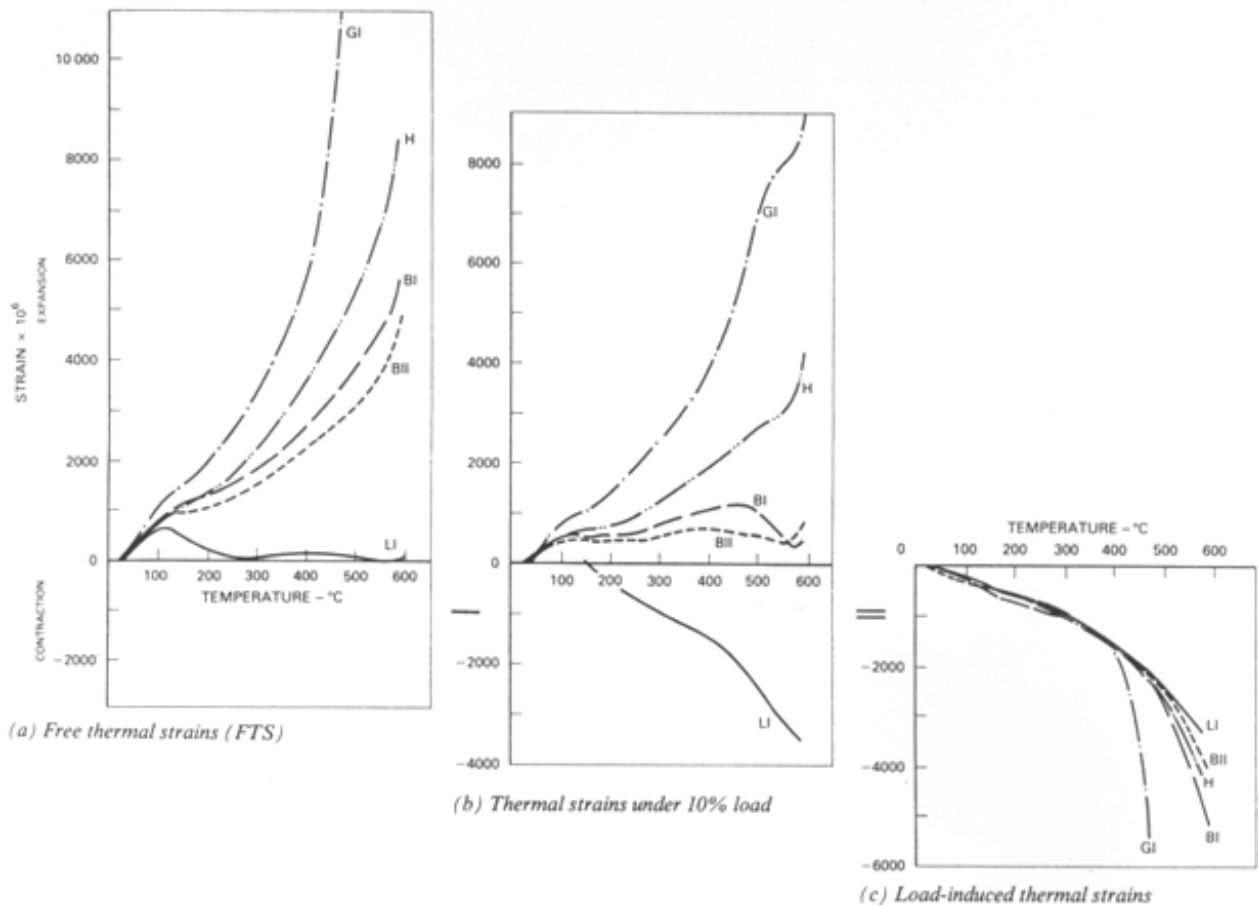 10 000
8000
6000
4000
2000
0
-2000
STRAIN × 10⁶
EXPANSION
CONTRACTION
GI
H
BI
BII
LI
100 200 300 400 500 600
TEMPERATURE – °C
(a) Free thermal strains (FTS)
8000
6000
4000
2000
0
-2000
-4000
GI
H
BI
BII
LI
100 200 300 400 500 600
TEMPERATURE – °C
(b) Thermal strains under 10% load
TEMPERATURE – °C
0 100 200 300 400 500 600
-2000
-4000
-6000
LI
BII
H
BI
GI
(c) Load-induced thermal strains